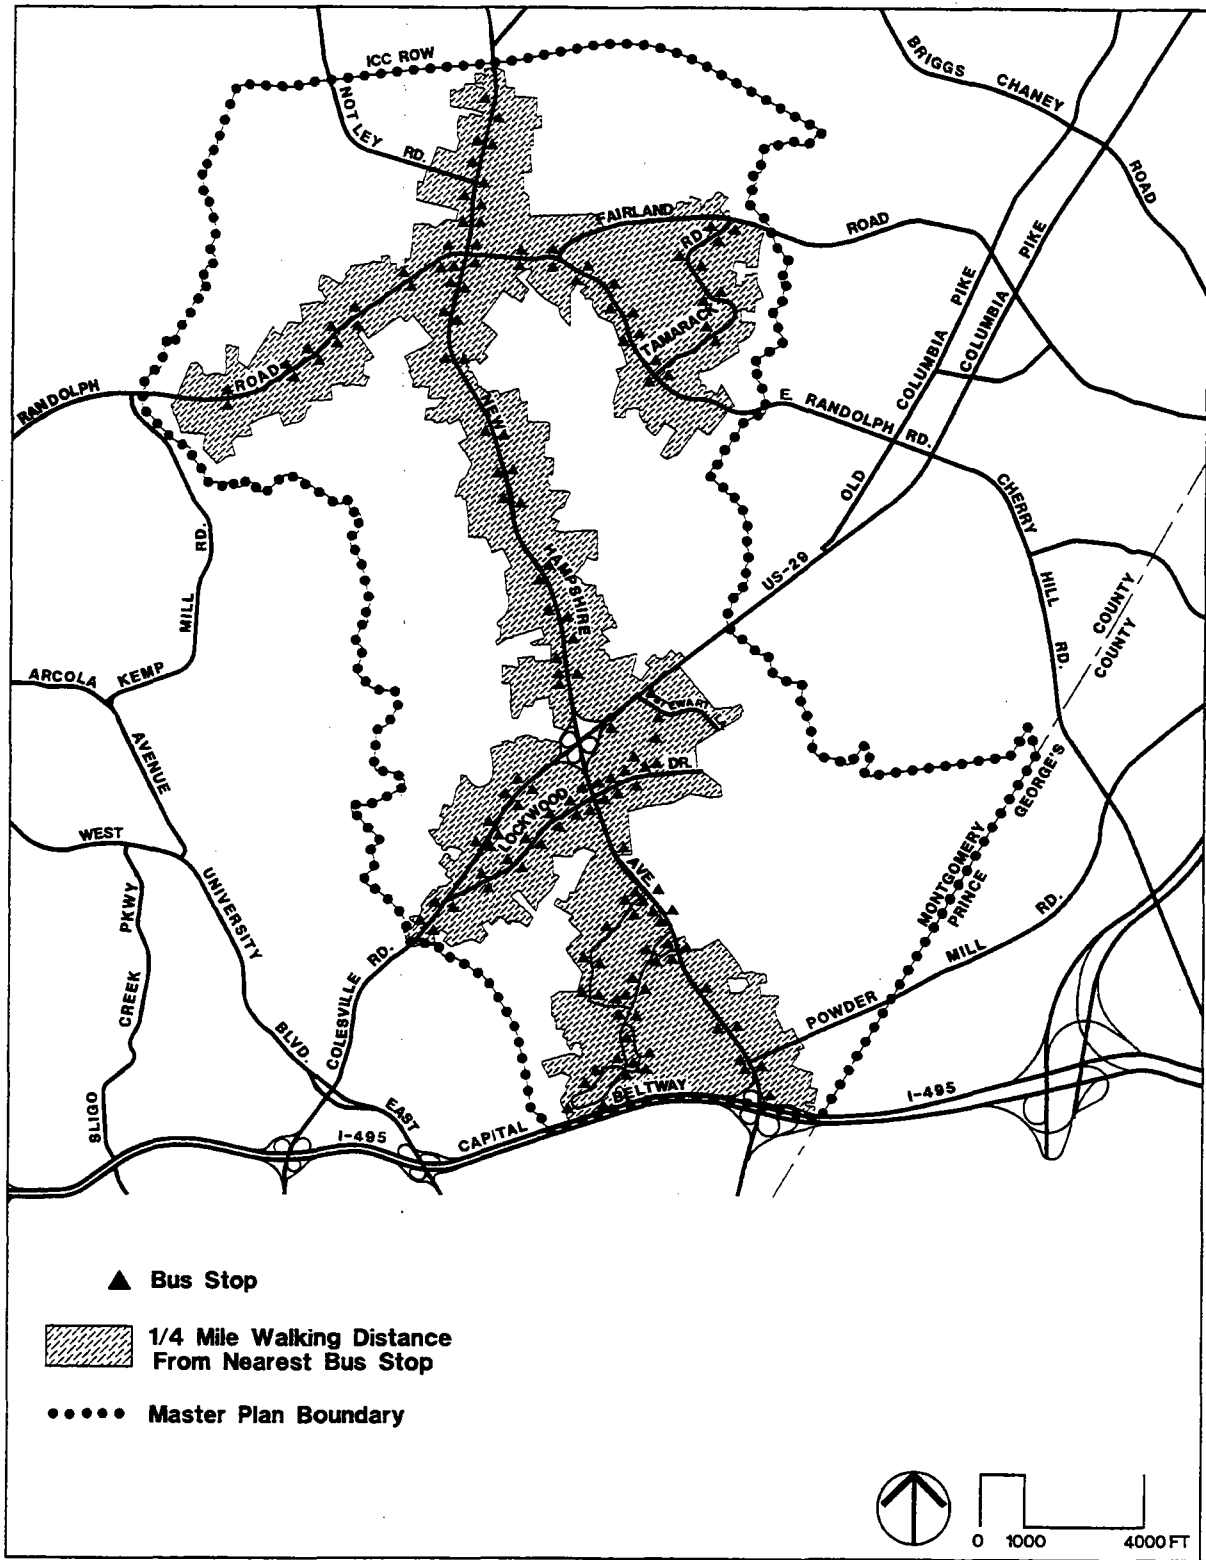 ICC ROW
BRIGGS CHANEY ROAD
NOTLEY RD.
FAIRLAND ROAD
RD.
TAMARACK
OLD COLUMBIA PIKE
COLUMBIA PIKE
RANDOLPH ROAD
E. RANDOLPH RD.
NEW HAMPSHIRE AVE.
CHERRY HILL RD.
US-29
KEMP MILL RD.
ARCOLA AVENUE
STEWART LA.
LOCKWOOD DR.
COUNTY
COUNTY
MONTGOMERY
PRINCE GEORGE'S
WEST UNIVERSITY BLVD. EAST
SLIGO CREEK PKWY
COLESVILLE RD.
POWDER MILL RD.
CAPITAL BELTWAY
I-495
I-495
Bus Stop
1/4 Mile Walking Distance
From Nearest Bus Stop
Master Plan Boundary
0 1000 4000 FT